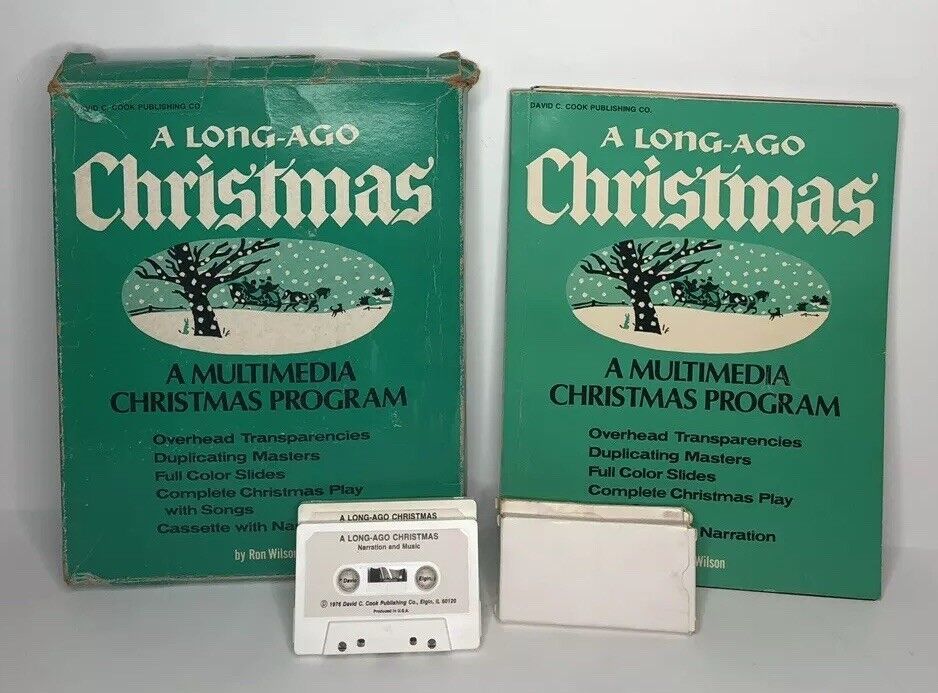 DAVID C. COOK PUBLISHING CO.
A LONG-AGO
Christmas
A MULTIMEDIA
CHRISTMAS PROGRAM
Overhead Transparencies
Duplicating Masters
Full Color Slides
Complete Christmas Play
with Songs
Cassette with Na
by Ron Wilson
DAVID C. COOK PUBLISHING CO.
A LONG-AGO
Christmas
A MULTIMEDIA
CHRISTMAS PROGRAM
Overhead Transparencies
Duplicating Masters
Full Color Slides
Complete Christmas Play
Narration
Wilson
A LONG-AGO CHRISTMAS
A LONG-AGO CHRISTMAS
Narration and Music
David Elgin,
© 1976 David C. Cook Publishing Co., Elgin, IL 60120
Produced in U.S.A.